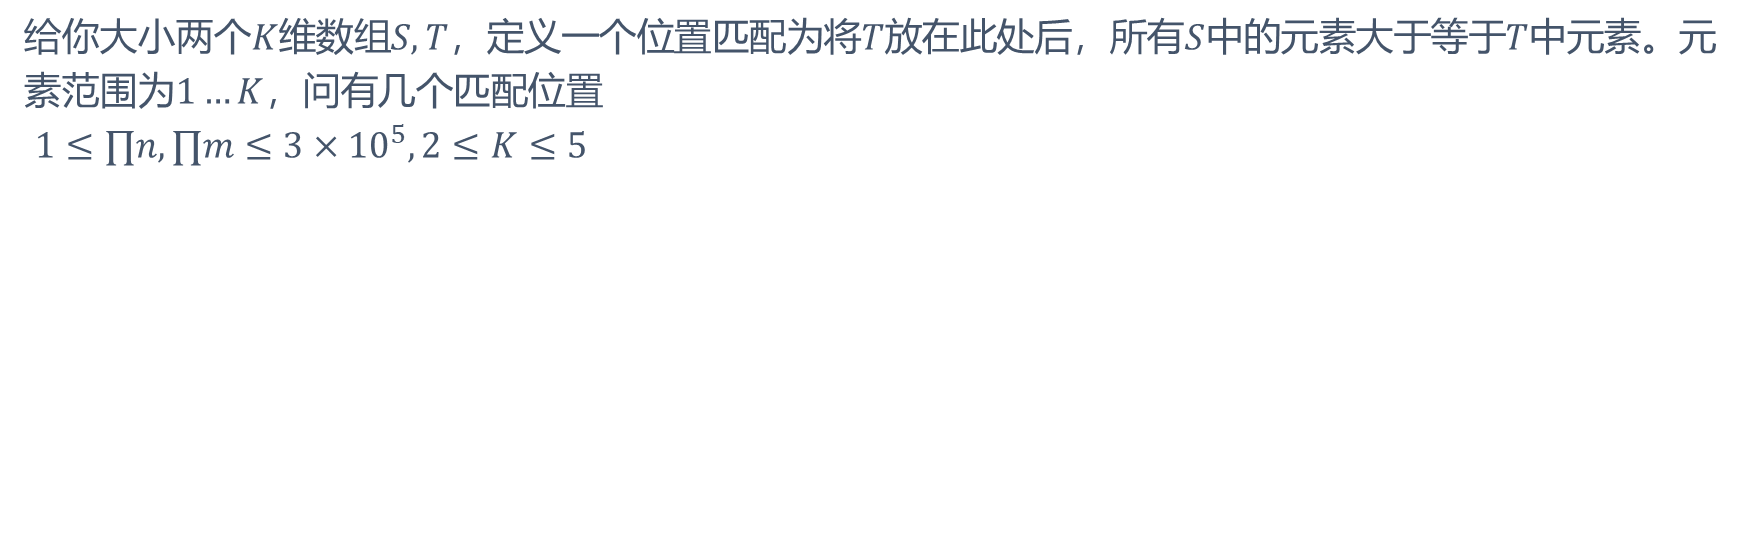 给你大小两个K维数组S, T，定义一个位置匹配为将T放在此处后，所有S中的元素大于等于T中元素。元
素范围为1 … K，问有几个匹配位置
1 ≤ ∏n, ∏m ≤ 3 × 10⁵, 2 ≤ K ≤ 5